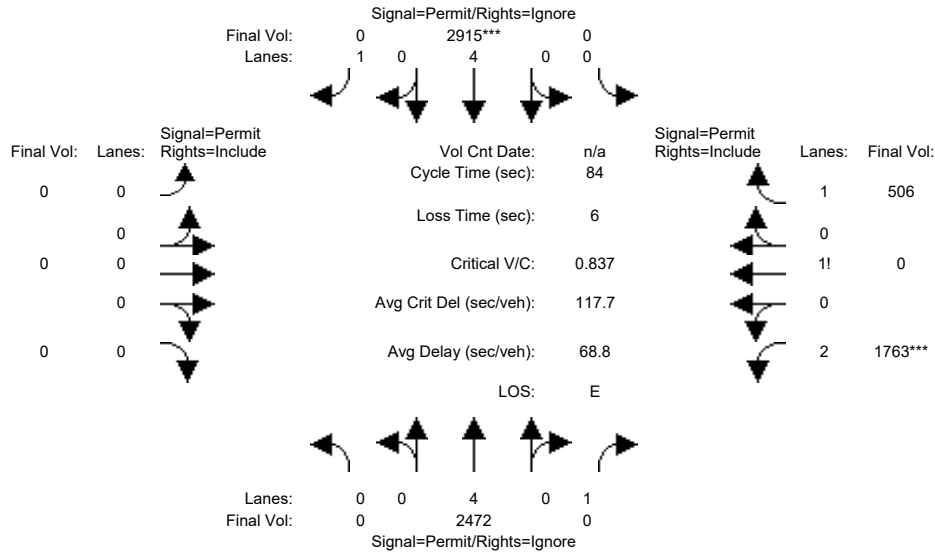 Signal=Permit/Rights=Ignore
Final Vol: 0 2915*** 0
Lanes: 1 0 4 0 0
Signal=Permit Signal=Permit
Final Vol: Lanes: Rights=Include Vol Cnt Date: n/a Rights=Include Lanes: Final Vol:
Cycle Time (sec): 84
0 0 1 506
Loss Time (sec): 6
0 0
0 0 Critical V/C: 0.837 1! 0
0 Avg Crit Del (sec/veh): 117.7 0
0 0 Avg Delay (sec/veh): 68.8 2 1763***
LOS: E
Lanes: 0 0 4 0 1
Final Vol: 0 2472 0
Signal=Permit/Rights=Ignore